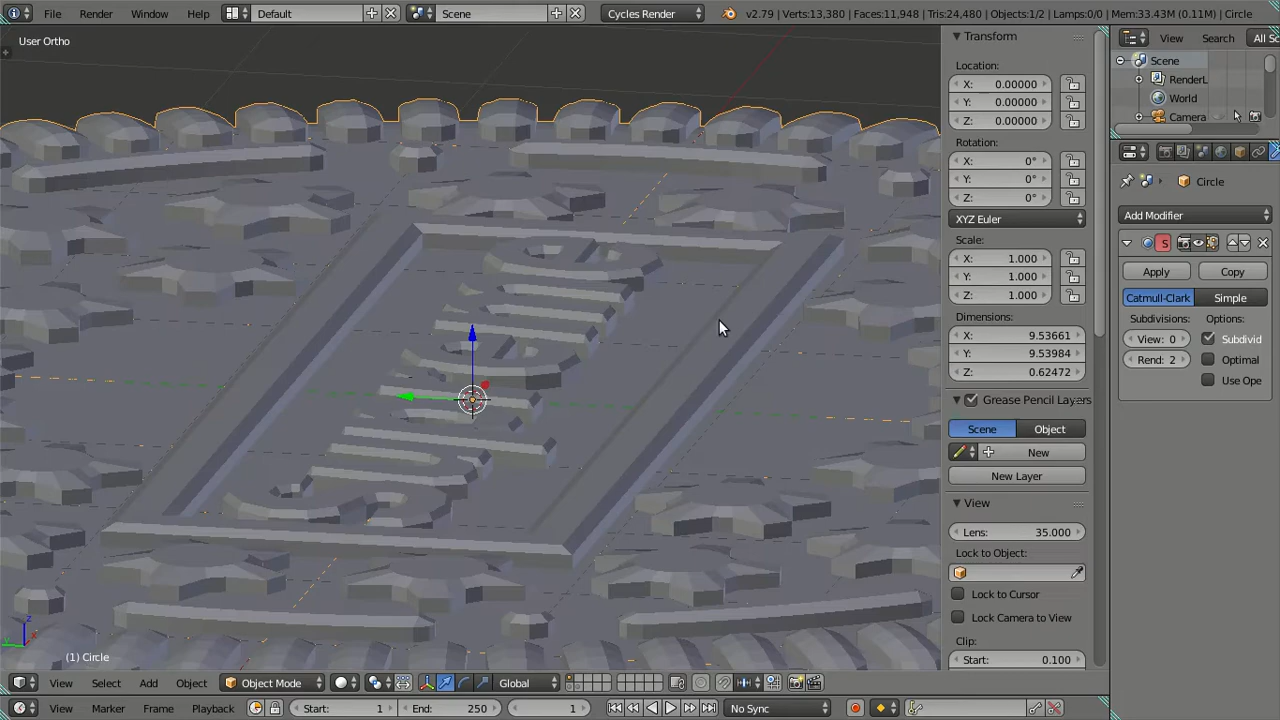 File Render Window Help Default Scene Cycles Render v2.79 | Verts:13,380 | Faces:11,948 | Tris:24,480 | Objects:1/2 | Lamps:0/0 | Mem:33.43M (0.11M) | Circle
User Ortho
Transform
Location:
X: 0.00000
Y: 0.00000
Z: 0.00000
Rotation:
X: 0°
Y: 0°
Z: 0°
XYZ Euler
Scale:
X: 1.000
Y: 1.000
Z: 1.000
Dimensions:
X: 9.53661
Y: 9.53984
Z: 0.62472
Grease Pencil Layers
Scene Object
New
New Layer
View
Lens: 35.000
Lock to Object:
Lock to Cursor
Lock Camera to View
Clip:
Start: 0.100
View Search All Sc
Scene
RenderL
World
Camera
Circle
Add Modifier
S
Apply Copy
Catmull-Clark Simple
Subdivisions: Options:
View: 0 Subdivid
Rend: 2 Optimal
Use Ope
z
y x
(1) Circle
View Select Add Object Object Mode Global
View Marker Frame Playback Start: 1 End: 250 1 No Sync